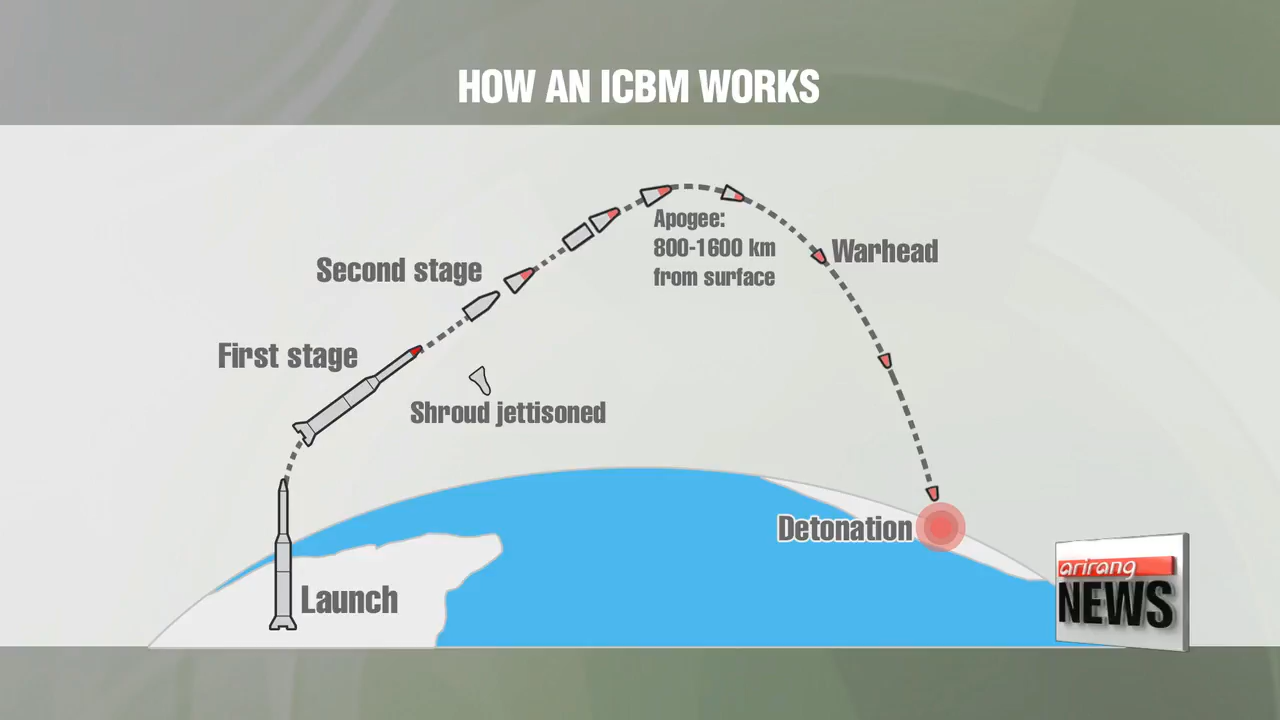 HOW AN ICBM WORKS
Apogee:
800-1600 km
from surface
Warhead
Second stage
First stage
Shroud jettisoned
Detonation
Launch
arirang
NEWS